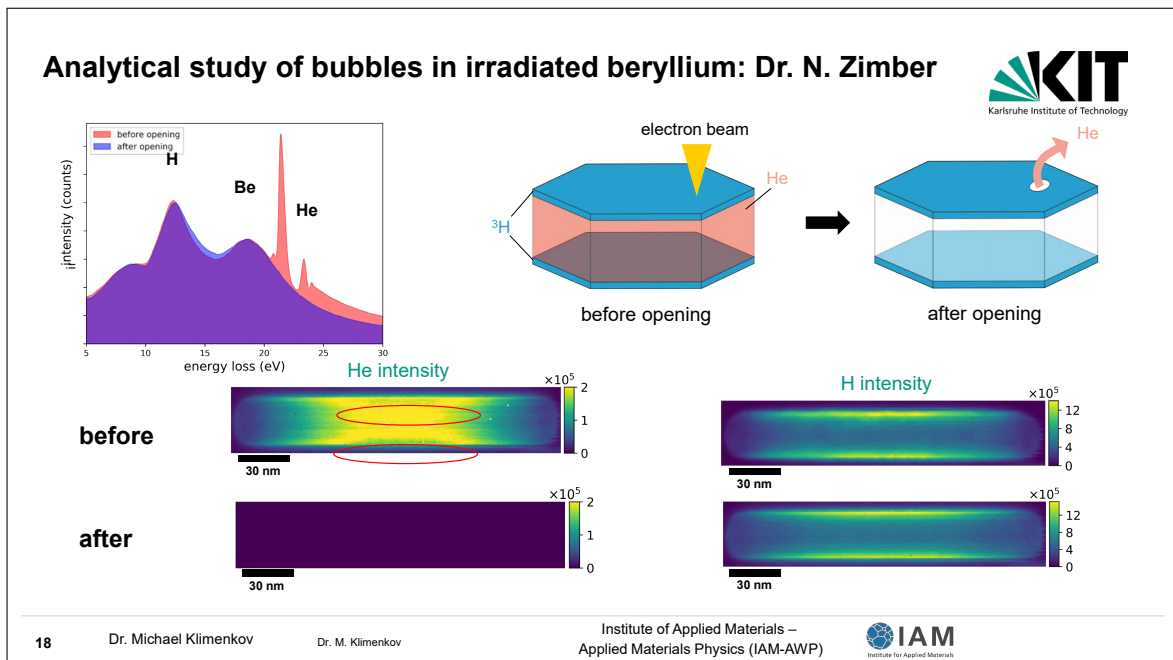 Analytical study of bubbles in irradiated beryllium: Dr. N. Zimber
KIT
Karlsruhe Institute of Technology
before opening
after opening
H
Be
He
intensity (counts)
5 10 15 20 25 30
energy loss (eV)
electron beam
He
³H
before opening
He
after opening
He intensity
H intensity
before
×10⁵
2
1
0
30 nm
×10⁵
12
8
4
0
30 nm
after
×10⁵
2
1
0
30 nm
×10⁵
12
8
4
0
30 nm
18
Dr. Michael Klimenkov
Dr. M. Klimenkov
Institute of Applied Materials –
Applied Materials Physics (IAM-AWP)
IAM
Institute for Applied Materials